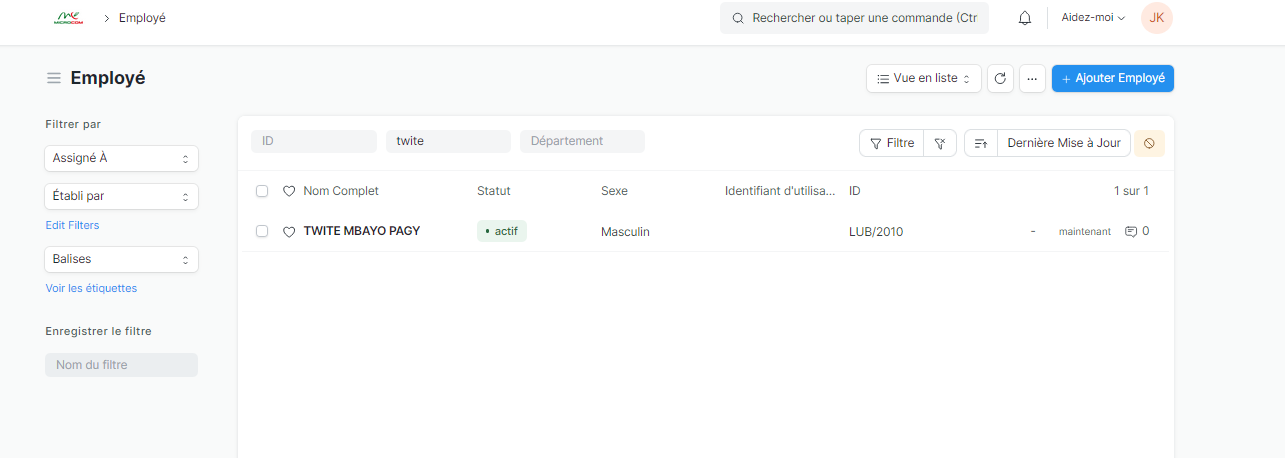 MICROCOM
Employé
Rechercher ou taper une commande (Ctr
Aidez-moi
JK
Employé
Vue en liste
...
+ Ajouter Employé
Filtrer par
Assigné À
Établi par
Edit Filters
Balises
Voir les étiquettes
Enregistrer le filtre
Nom du filtre
ID
twite
Département
Filtre
Dernière Mise à Jour
Nom Complet
Statut
Sexe
Identifiant d'utilisa...
ID
1 sur 1
TWITE MBAYO PAGY
actif
Masculin
LUB/2010
-
maintenant
0